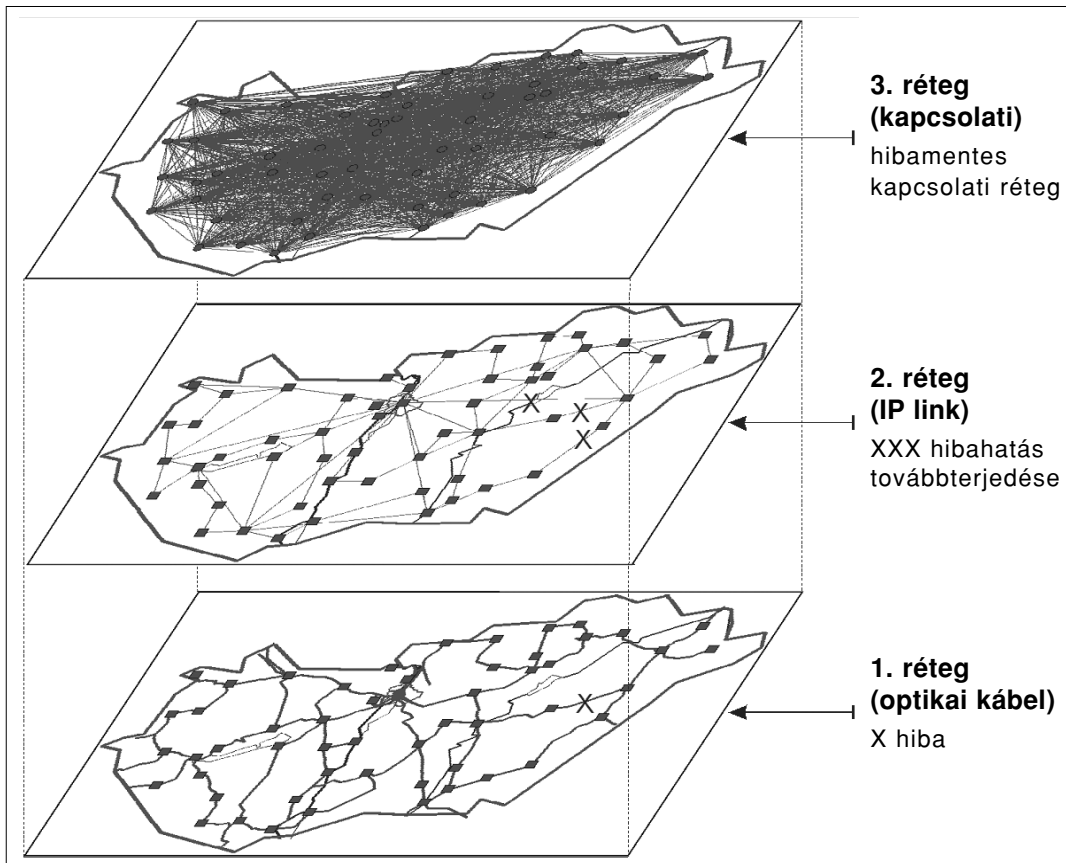 3. réteg
(kapcsolati)
hibamentes
kapcsolati réteg
X
X
X
2. réteg
(IP link)
XXX hibahatás
továbbterjedése
X
1. réteg
(optikai kábel)
X hiba